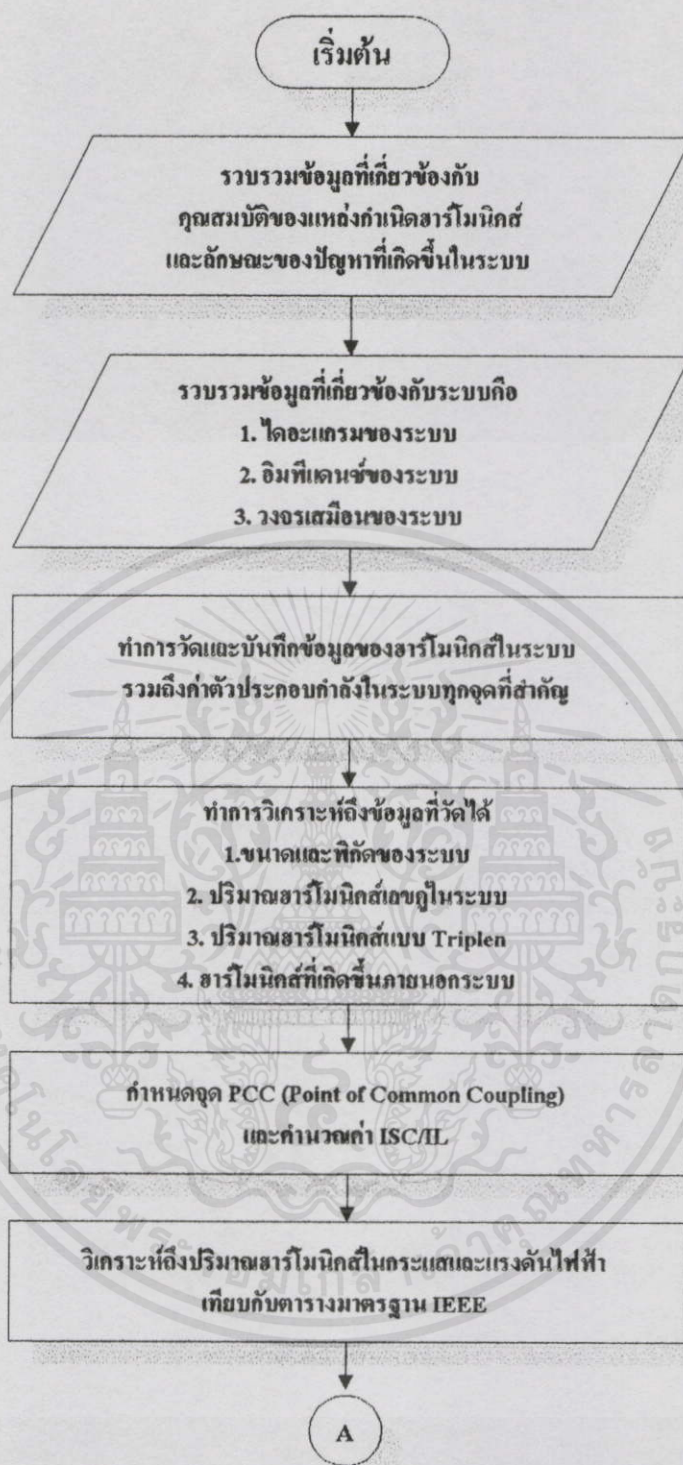 เริ่มต้น
รวบรวมข้อมูลที่เกี่ยวข้องกับ
คุณสมบัติของแหล่งกำเนิดฮาร์โมนิกส์
และลักษณะของปัญหาที่เกิดขึ้นในระบบ
รวบรวมข้อมูลที่เกี่ยวข้องกับระบบคือ
1. ไดอะแกรมของระบบ
2. อิมพีแดนซ์ของระบบ
3. วงจรเสมือนของระบบ
ทำการวัดและบันทึกข้อมูลของฮาร์โมนิกส์ในระบบ
รวมถึงค่าตัวประกอบกำลังในระบบทุกจุดที่สำคัญ
ทำการวิเคราะห์ถึงข้อมูลที่วัดได้
1.ขนาดและพิกัดของระบบ
2. ปริมาณฮาร์โมนิกส์เลขคู่ในระบบ
3. ปริมาณฮาร์โมนิกส์แบบ Triplen
4. ฮาร์โมนิกส์ที่เกิดขึ้นภายนอกระบบ
กำหนดจุด PCC (Point of Common Coupling)
และคำนวณค่า ISC/IL
วิเคราะห์ถึงปริมาณฮาร์โมนิกส์ในกระแสและแรงดันไฟฟ้า
เทียบกับตารางมาตรฐาน IEEE
A